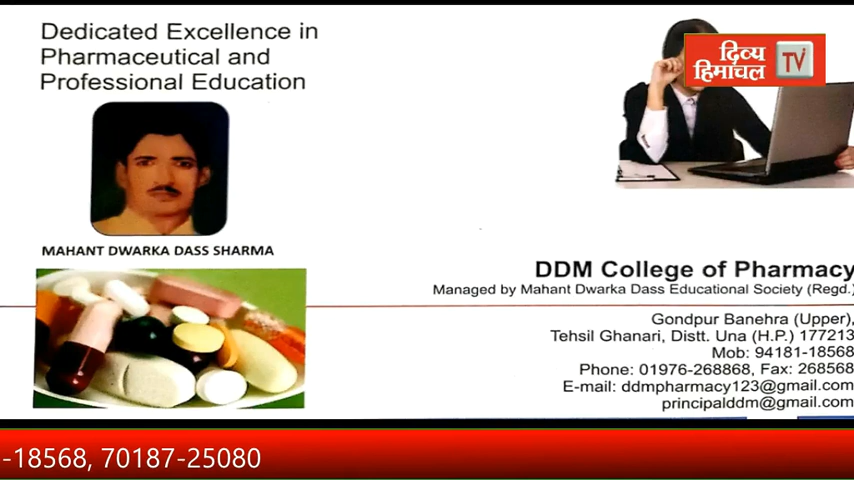 Dedicated Excellence in
Pharmaceutical and
Professional Education
दिव्य
हिमाचल
TV
MAHANT DWARKA DASS SHARMA
DDM College of Pharmacy
Managed by Mahant Dwarka Dass Educational Society (Regd.)
Gondpur Banehra (Upper),
Tehsil Ghanari, Distt. Una (H.P.) 177213
Mob: 94181-18568
Phone: 01976-268868, Fax: 268568
E-mail: ddmpharmacy123@gmail.com
principalddm@gmail.com
-18568, 70187-25080